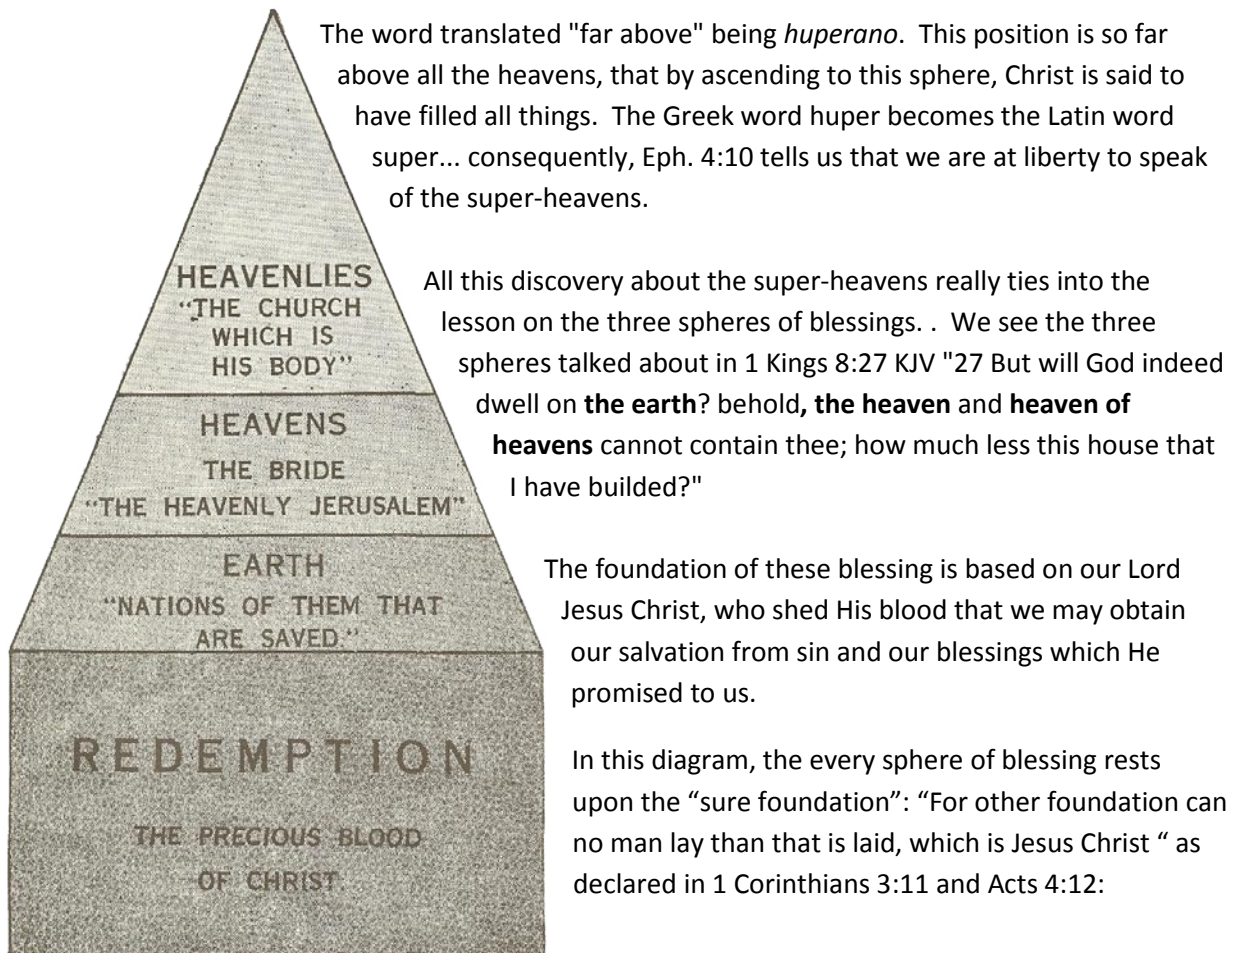 The word translated "far above" being huperano.  This position is so far
above all the heavens, that by ascending to this sphere, Christ is said to
have filled all things.  The Greek word huper becomes the Latin word
super... consequently, Eph. 4:10 tells us that we are at liberty to speak
of the super-heavens.
HEAVENLIES
"THE CHURCH
WHICH IS
HIS BODY"
All this discovery about the super-heavens really ties into the
lesson on the three spheres of blessings. .  We see the three
spheres talked about in 1 Kings 8:27 KJV "27 But will God indeed
dwell on the earth? behold, the heaven and heaven of
heavens cannot contain thee; how much less this house that
I have builded?"
HEAVENS
THE BRIDE
"THE HEAVENLY JERUSALEM"
EARTH
"NATIONS OF THEM THAT
ARE SAVED."
The foundation of these blessing is based on our Lord
Jesus Christ, who shed His blood that we may obtain
our salvation from sin and our blessings which He
promised to us.
REDEMPTION
THE PRECIOUS BLOOD
OF CHRIST.
In this diagram, the every sphere of blessing rests
upon the “sure foundation”: “For other foundation can
no man lay than that is laid, which is Jesus Christ “ as
declared in 1 Corinthians 3:11 and Acts 4:12: